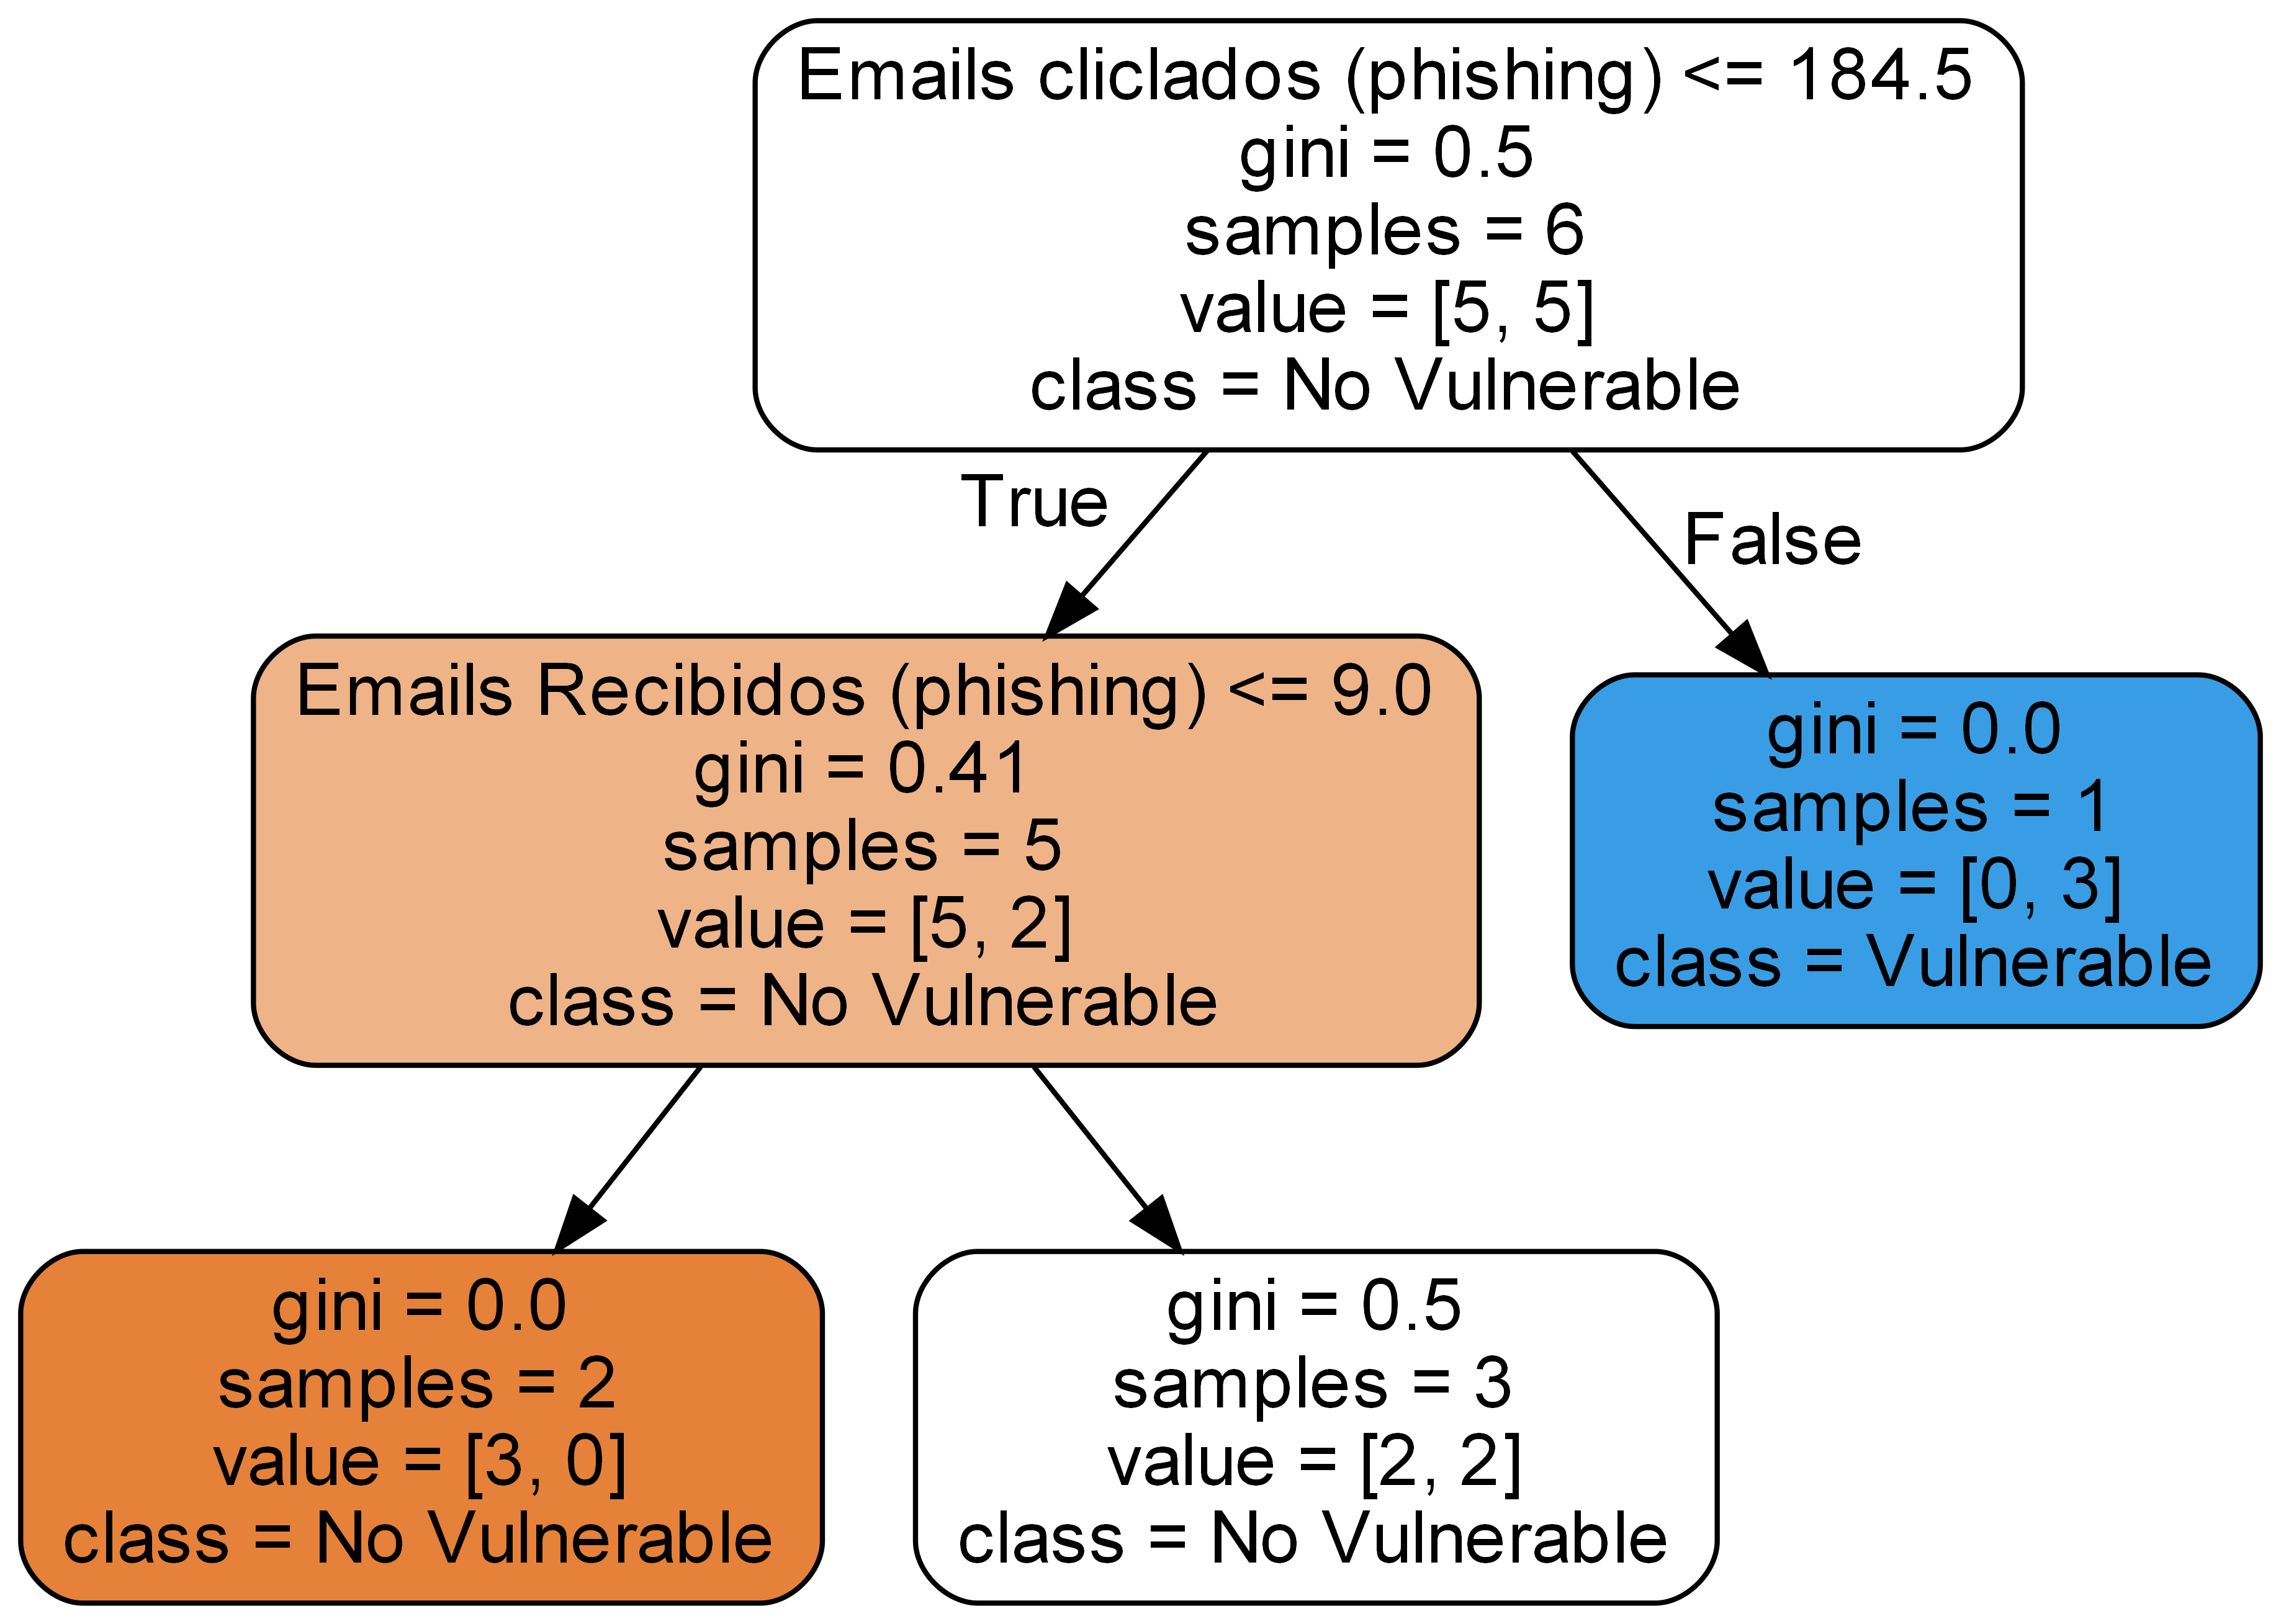 Emails cliclados (phishing) <= 184.5
gini = 0.5
samples = 6
value = [5, 5]
class = No Vulnerable
True
False
Emails Recibidos (phishing) <= 9.0
gini = 0.41
samples = 5
value = [5, 2]
class = No Vulnerable
gini = 0.0
samples = 1
value = [0, 3]
class = Vulnerable
gini = 0.0
samples = 2
value = [3, 0]
class = No Vulnerable
gini = 0.5
samples = 3
value = [2, 2]
class = No Vulnerable